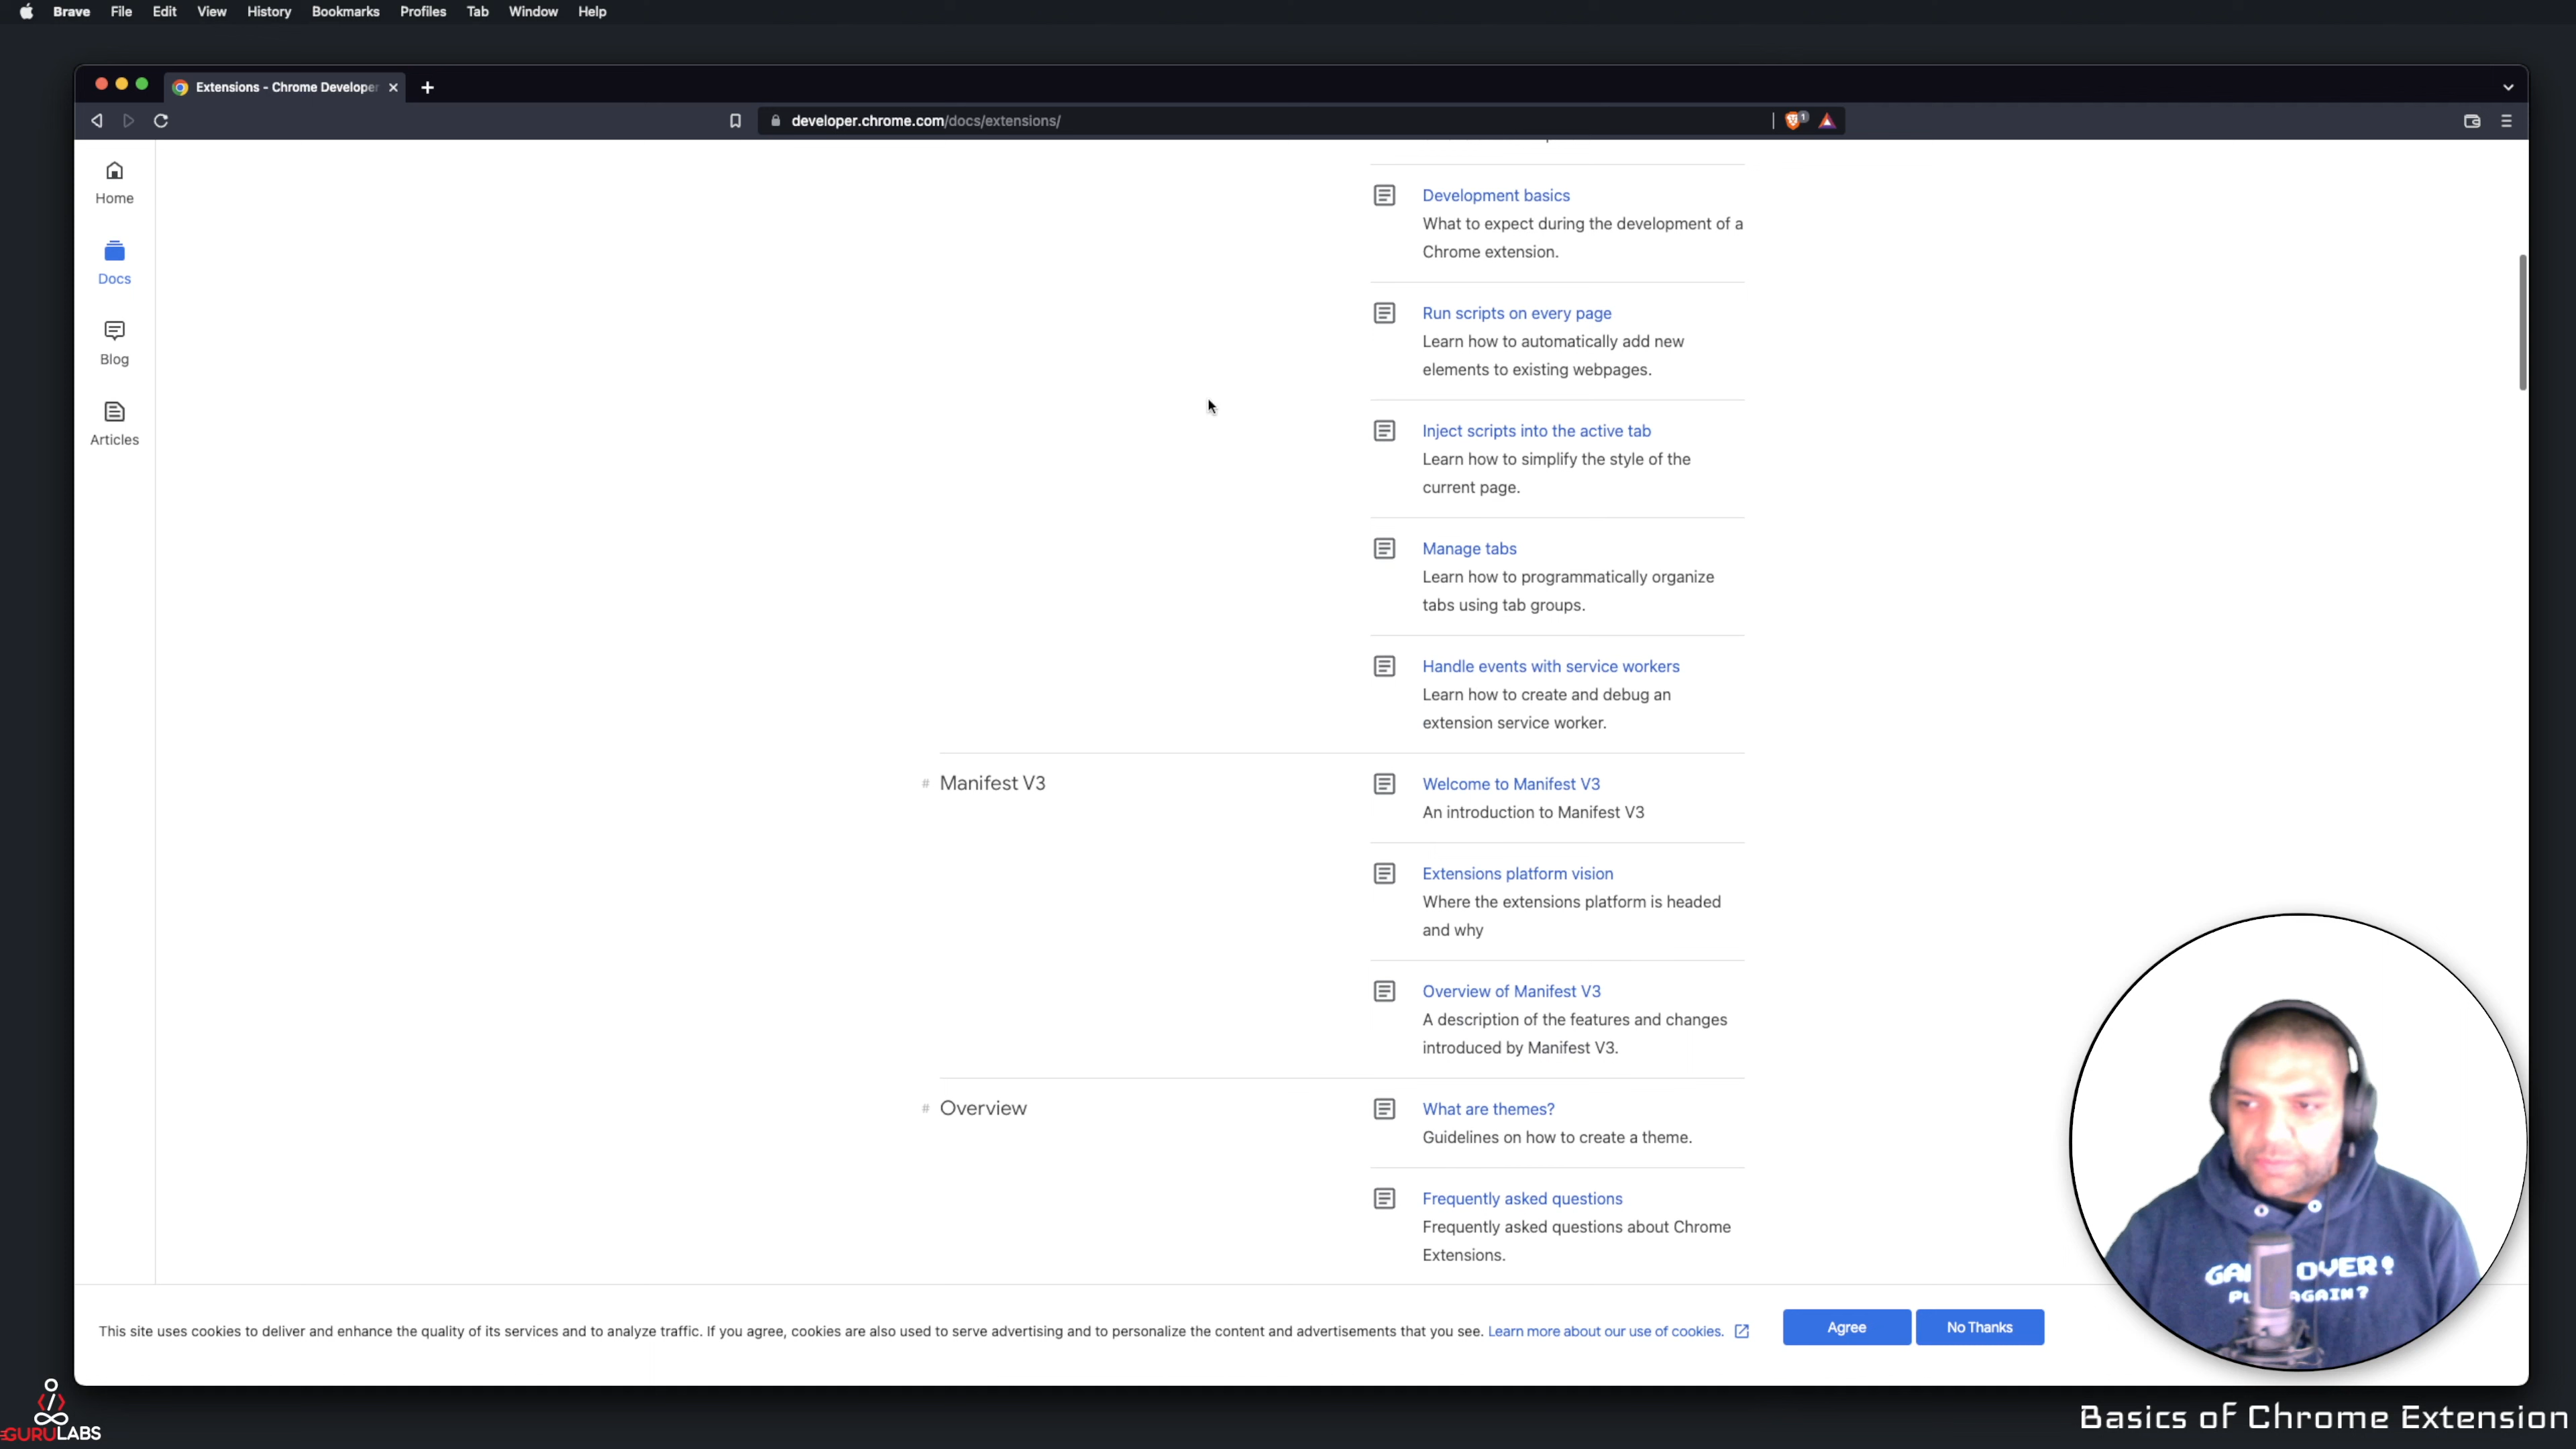 Brave File Edit View History Bookmarks Profiles Tab Window Help
Extensions - Chrome Developer
developer.chrome.com/docs/extensions/
1
Home
Docs
Blog
Articles
Development basics
What to expect during the development of a
Chrome extension.
Run scripts on every page
Learn how to automatically add new
elements to existing webpages.
Inject scripts into the active tab
Learn how to simplify the style of the
current page.
Manage tabs
Learn how to programmatically organize
tabs using tab groups.
Handle events with service workers
Learn how to create and debug an
extension service worker.
# Manifest V3
Welcome to Manifest V3
An introduction to Manifest V3
Extensions platform vision
Where the extensions platform is headed
and why
Overview of Manifest V3
A description of the features and changes
introduced by Manifest V3.
# Overview
What are themes?
Guidelines on how to create a theme.
Frequently asked questions
Frequently asked questions about Chrome
Extensions.
This site uses cookies to deliver and enhance the quality of its services and to analyze traffic. If you agree, cookies are also used to serve advertising and to personalize the content and advertisements that you see. Learn more about our use of cookies.
Agree
No Thanks
OVER!
AGAIN?
GURULABS
Basics of Chrome Extension